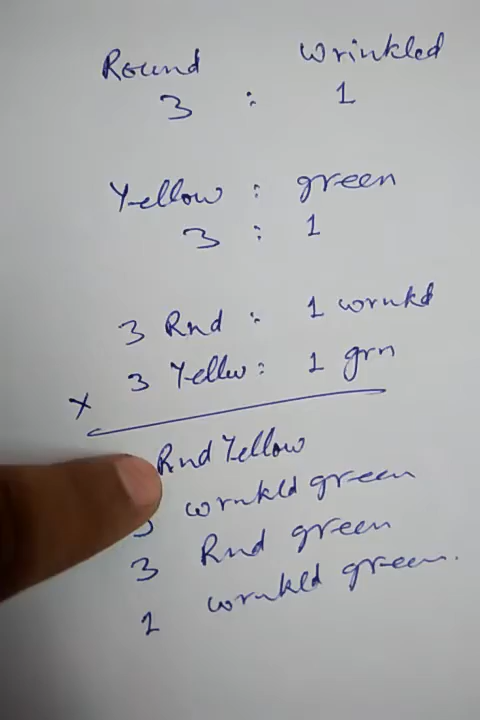 Round wrinkled
3 : 1
Yellow : green
3 : 1
3 Rnd : 1 wrnkd
3 Yellw : 1 grn
x
Rnd Yellow
wrnkld green
3 Rnd green
1 wrnkld green.